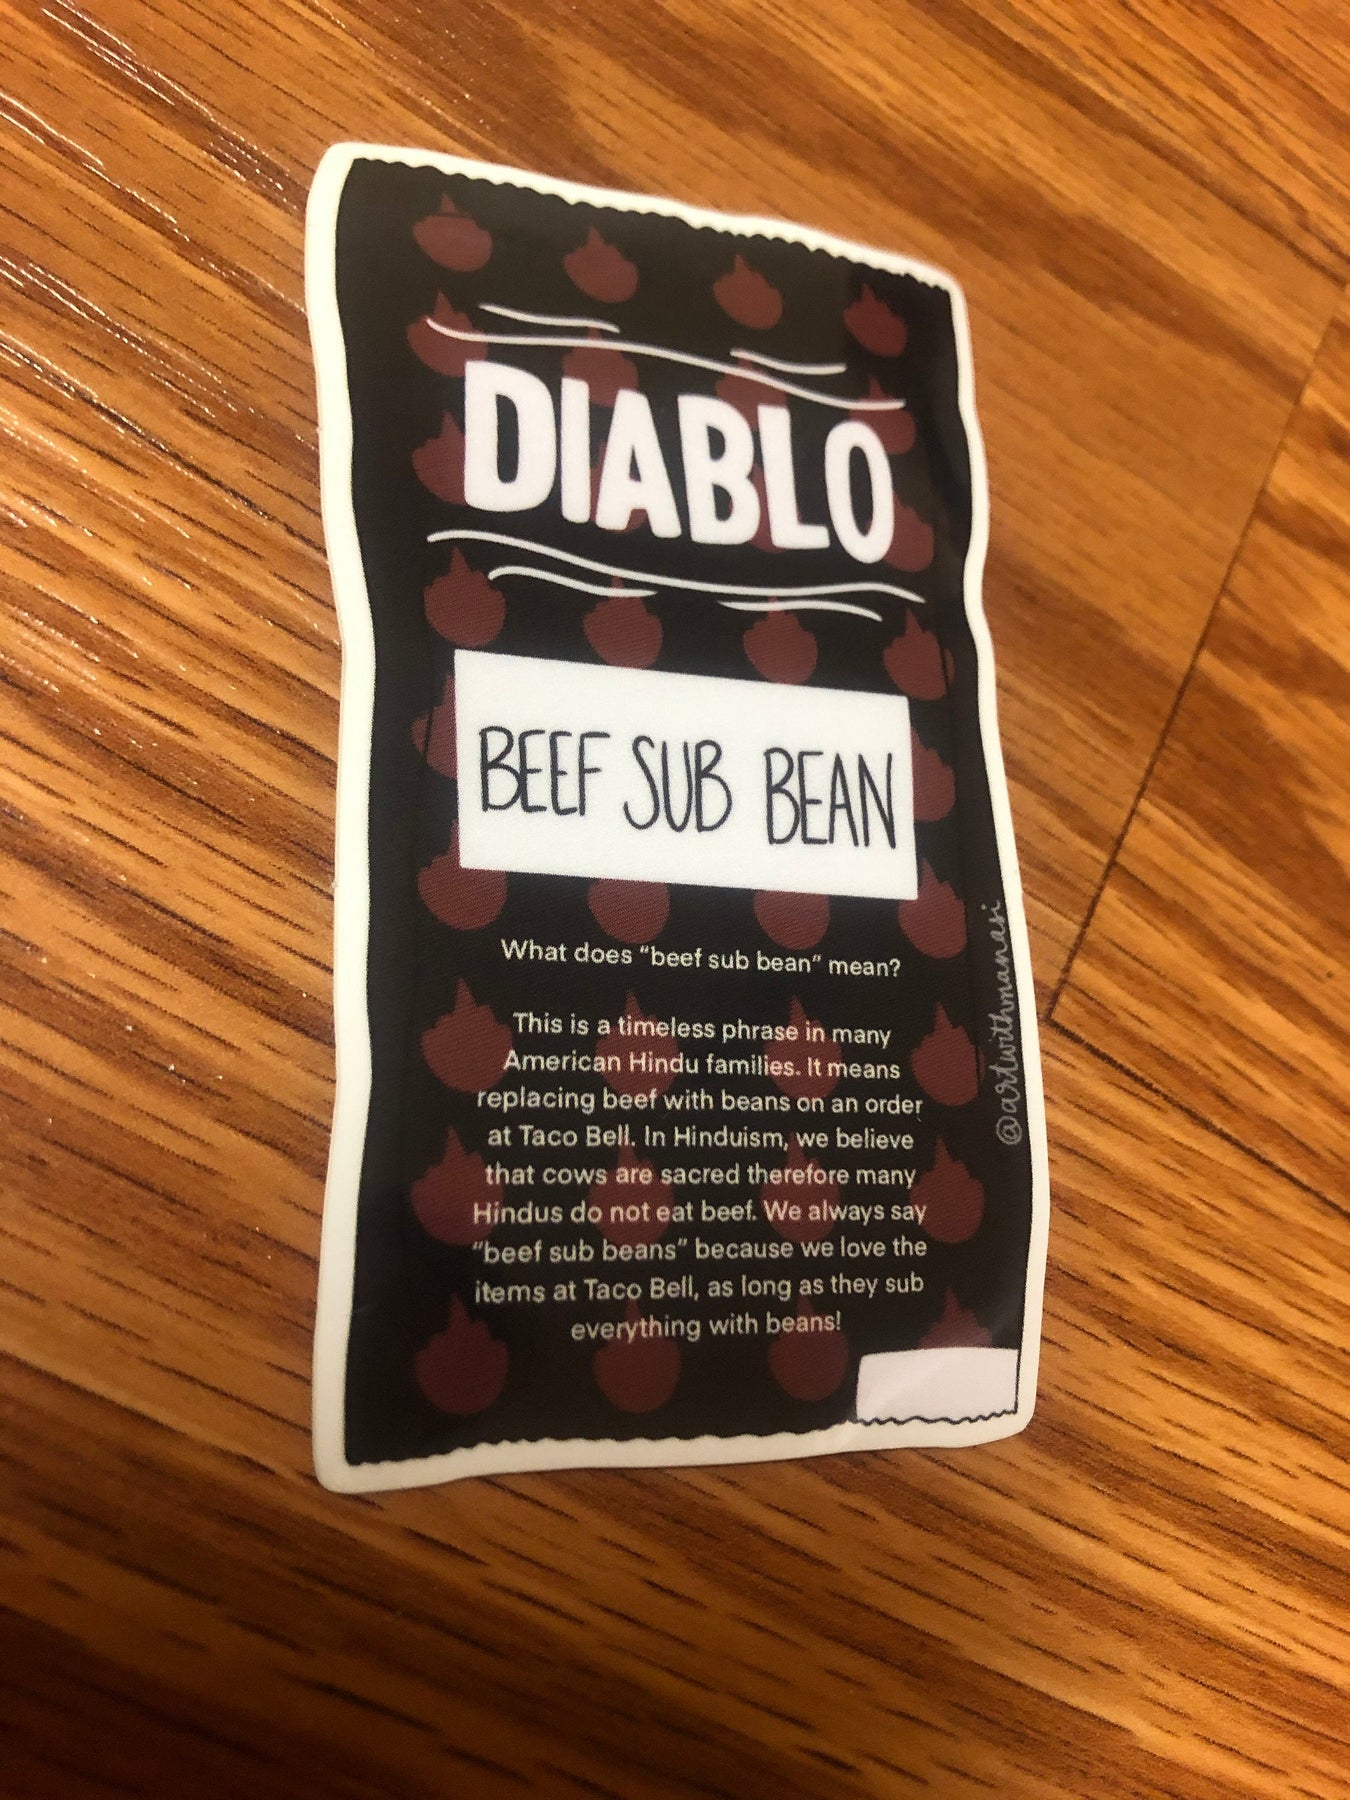 DIABLO
BEEF SUB BEAN
What does “beef sub bean” mean?
This is a timeless phrase in many
American Hindu families. It means
replacing beef with beans on an order
at Taco Bell. In Hinduism, we believe
that cows are sacred therefore many
Hindus do not eat beef. We always say
“beef sub beans” because we love the
items at Taco Bell, as long as they sub
everything with beans!
@artwithmanasi